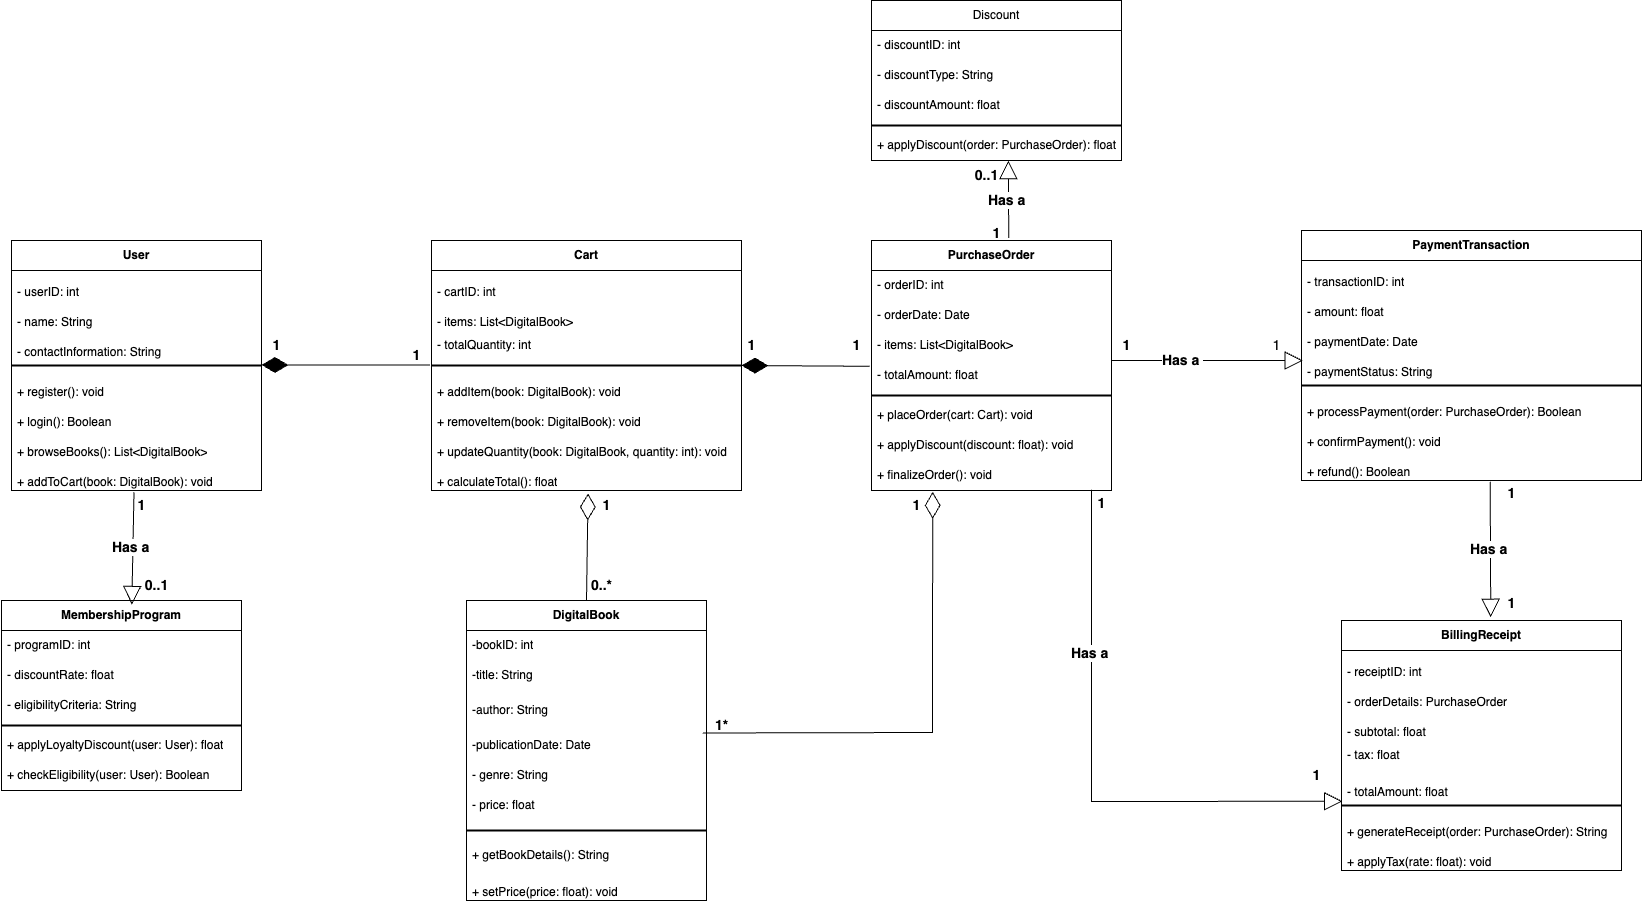 Discount
- discountID: int
- discountType: String
- discountAmount: float
+ applyDiscount(order: PurchaseOrder): float
0..1
Has a
1
User
- userID: int
- name: String
- contactInformation: String
+ register(): void
+ login(): Boolean
+ browseBooks(): List<DigitalBook>
+ addToCart(book: DigitalBook): void
1
1
Cart
- cartID: int
- items: List<DigitalBook>
- totalQuantity: int
+ addItem(book: DigitalBook): void
+ removeItem(book: DigitalBook): void
+ updateQuantity(book: DigitalBook, quantity: int): void
+ calculateTotal(): float
1
1
PurchaseOrder
- orderID: int
- orderDate: Date
- items: List<DigitalBook>
- totalAmount: float
+ placeOrder(cart: Cart): void
+ applyDiscount(discount: float): void
+ finalizeOrder(): void
1
Has a
1
PaymentTransaction
- transactionID: int
- amount: float
- paymentDate: Date
- paymentStatus: String
+ processPayment(order: PurchaseOrder): Boolean
+ confirmPayment(): void
+ refund(): Boolean
1
Has a
0..1
MembershipProgram
- programID: int
- discountRate: float
- eligibilityCriteria: String
+ applyLoyaltyDiscount(user: User): float
+ checkEligibility(user: User): Boolean
1
0..*
DigitalBook
-bookID: int
-title: String
-author: String
-publicationDate: Date
- genre: String
- price: float
+ getBookDetails(): String
+ setPrice(price: float): void
1
1*
1
Has a
1
1
Has a
1
BillingReceipt
- receiptID: int
- orderDetails: PurchaseOrder
- subtotal: float
- tax: float
- totalAmount: float
+ generateReceipt(order: PurchaseOrder): String
+ applyTax(rate: float): void